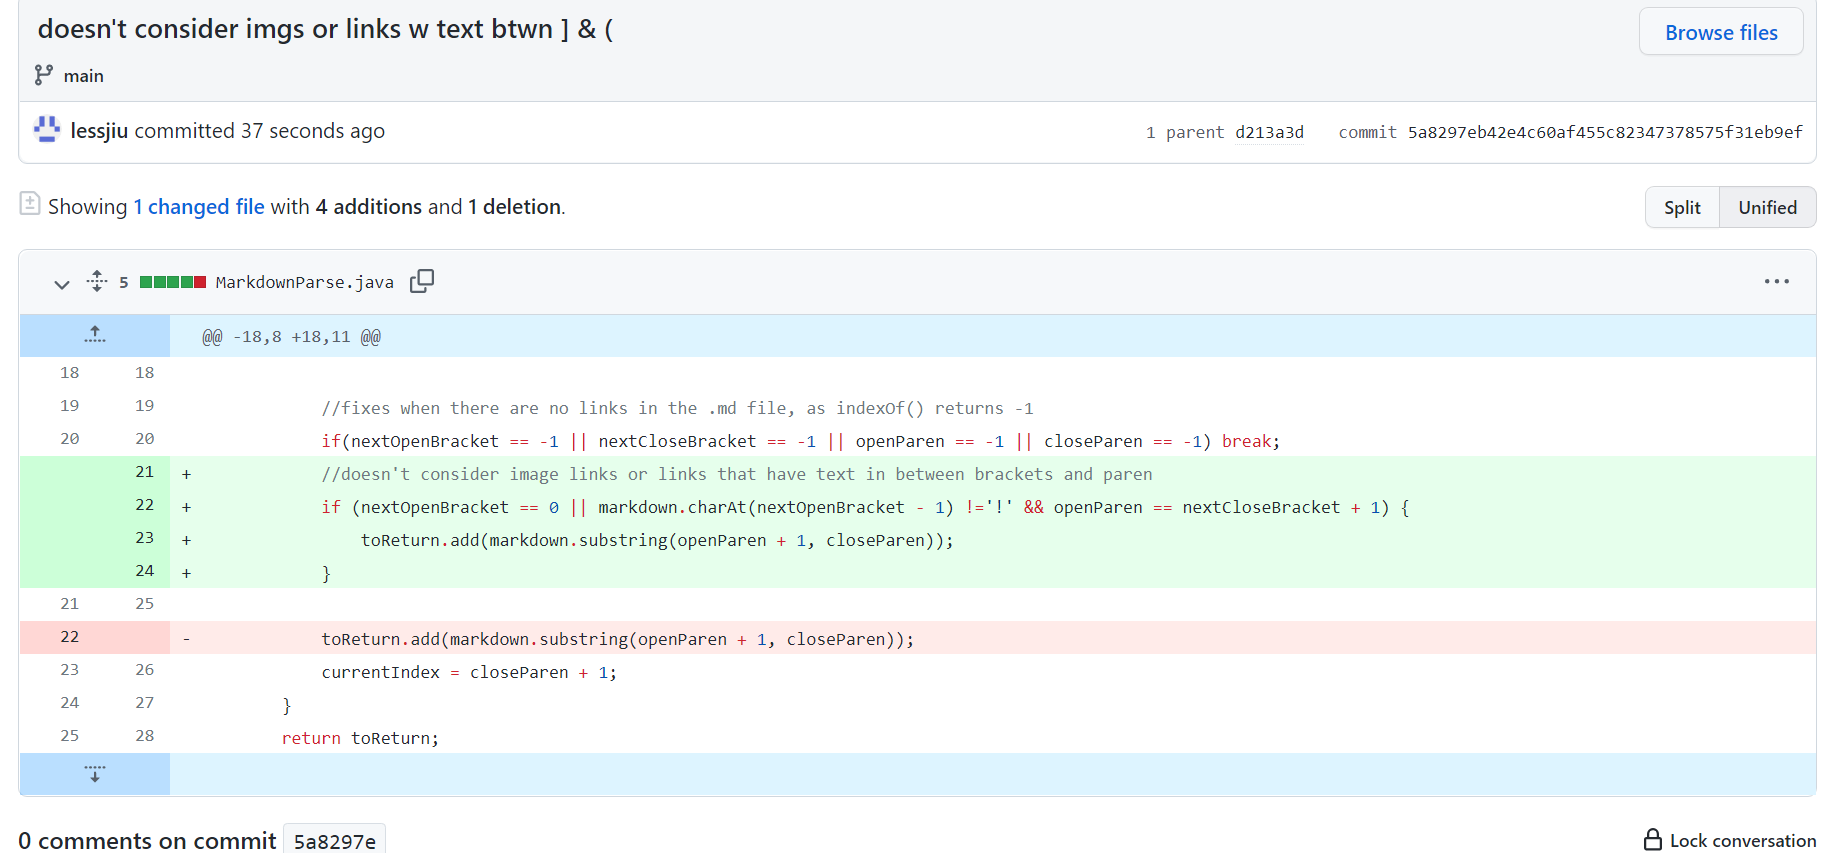 doesn't consider imgs or links w text btwn ] & (
Browse files
main
lessjiu committed 37 seconds ago
1 parent d213a3d commit 5a8297eb42e4c60af455c82347378575f31eb9ef
Showing 1 changed file with 4 additions and 1 deletion.
Split Unified
5 MarkdownParse.java
@@ -18,8 +18,11 @@
18 18
19 19 //fixes when there are no links in the .md file, as indexOf() returns -1
20 20 if(nextOpenBracket == -1 || nextCloseBracket == -1 || openParen == -1 || closeParen == -1) break;
21 + //doesn't consider image links or links that have text in between brackets and paren
22 + if (nextOpenBracket == 0 || markdown.charAt(nextOpenBracket - 1) !='!' && openParen == nextCloseBracket + 1) {
23 + toReturn.add(markdown.substring(openParen + 1, closeParen));
24 + }
21 25
22 - toReturn.add(markdown.substring(openParen + 1, closeParen));
23 26 currentIndex = closeParen + 1;
24 27 }
25 28 return toReturn;
0 comments on commit 5a8297e
Lock conversation